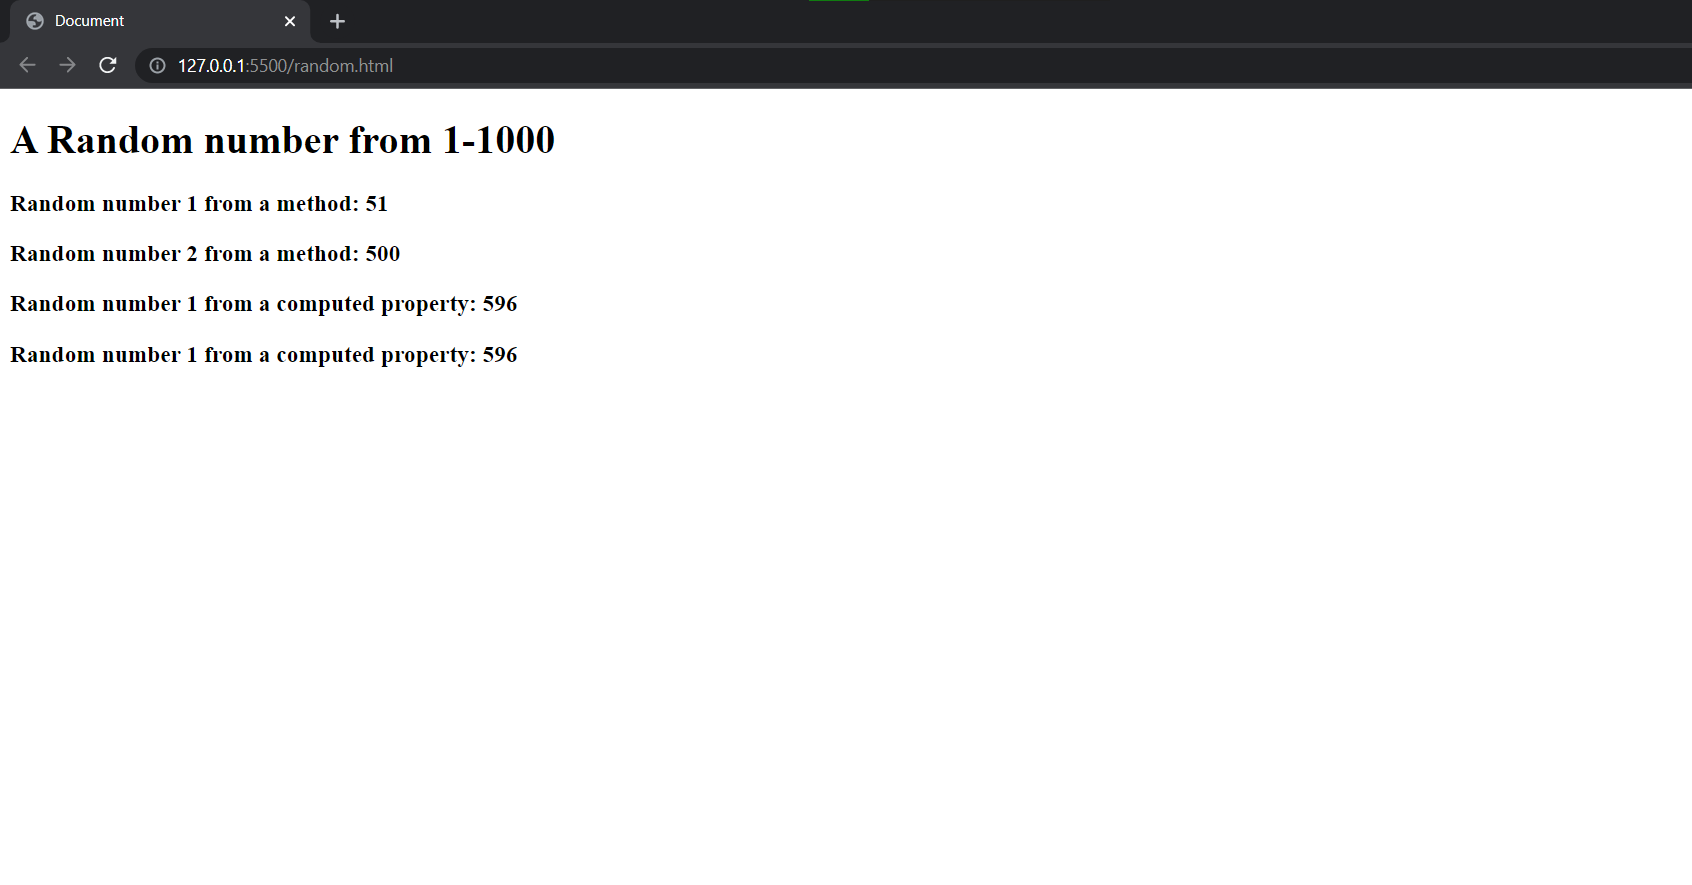 Document
127.0.0.1:5500/random.html
A Random number from 1-1000
Random number 1 from a method: 51
Random number 2 from a method: 500
Random number 1 from a computed property: 596
Random number 1 from a computed property: 596